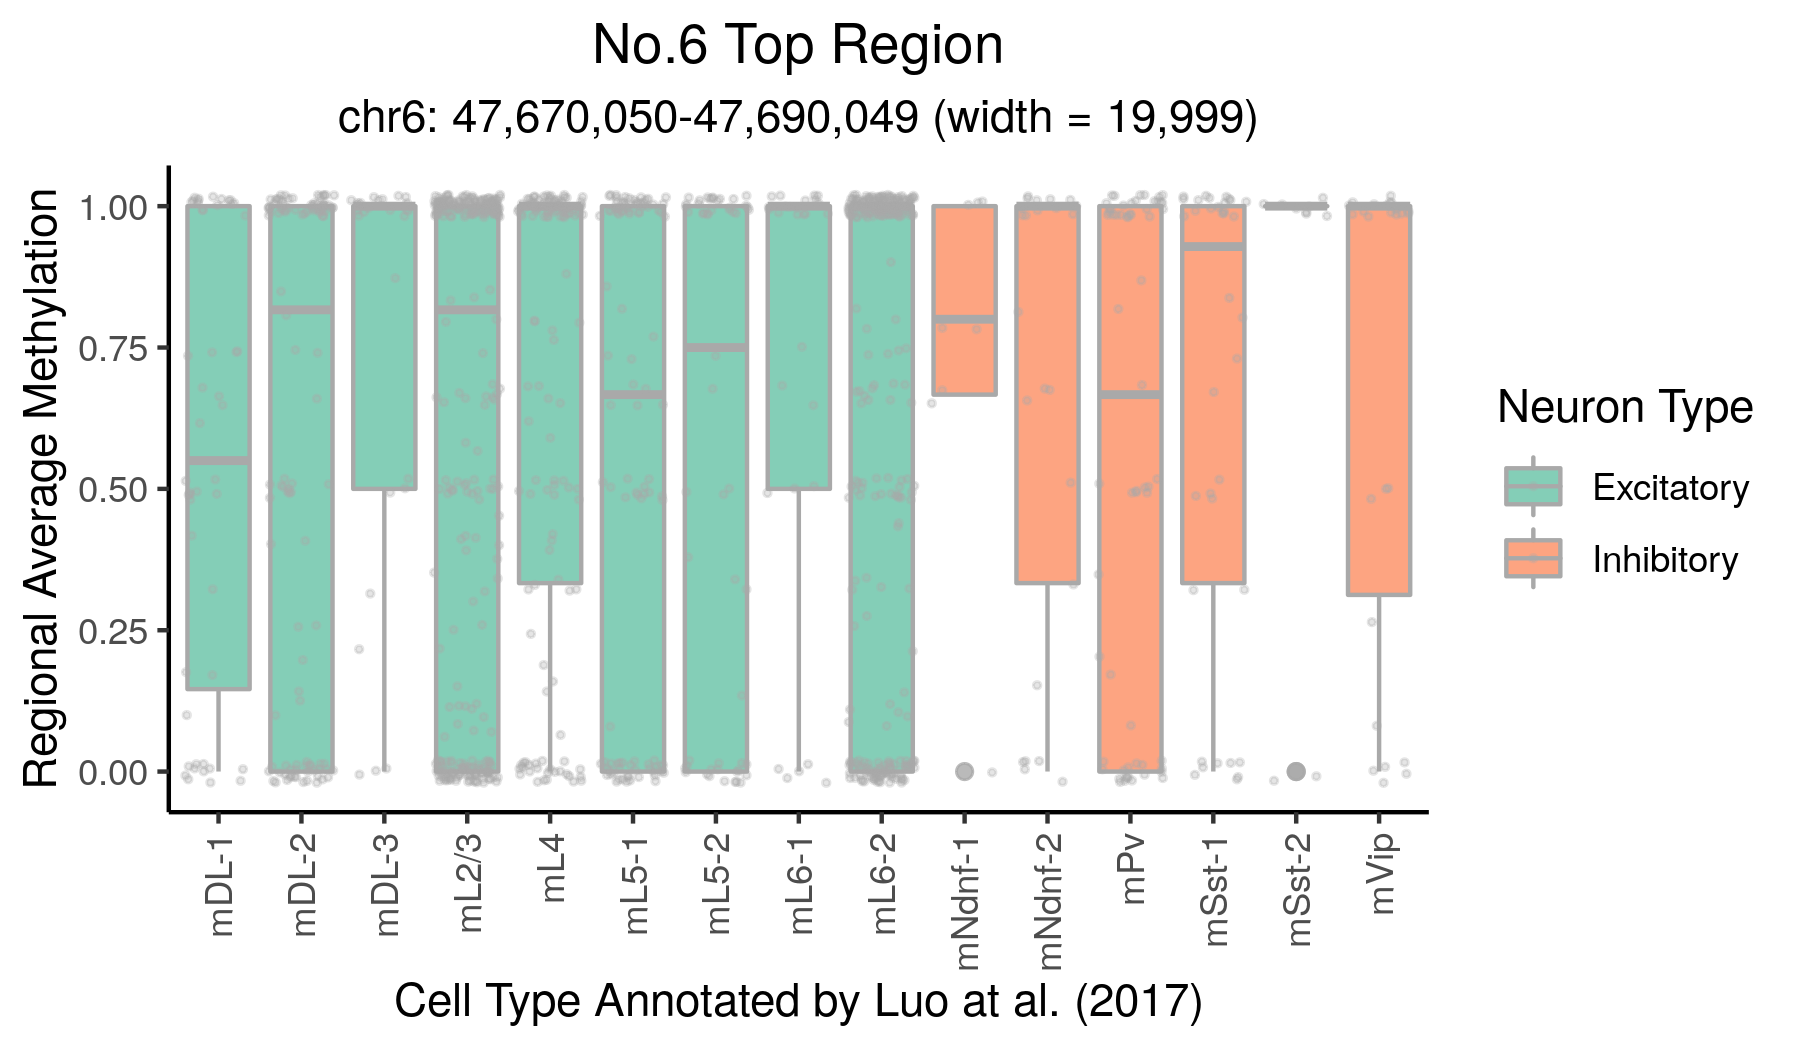 No.6 Top Region
chr6: 47,670,050-47,690,049 (width = 19,999)
Regional Average Methylation
1.00
0.75
0.50
0.25
0.00
mDL-1
mDL-2
mDL-3
mL2/3
mL4
mL5-1
mL5-2
mL6-1
mL6-2
mNdnf-1
mNdnf-2
mPv
mSst-1
mSst-2
mVip
Cell Type Annotated by Luo at al. (2017)
Neuron Type
Excitatory
Inhibitory